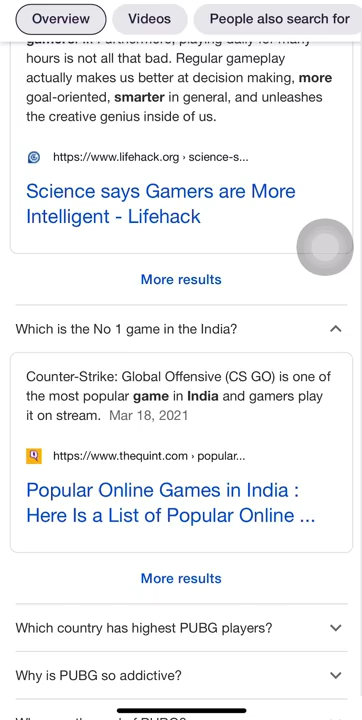 Overview Videos People also search for
hours is not all that bad. Regular gameplay
actually makes us better at decision making, more
goal-oriented, smarter in general, and unleashes
the creative genius inside of us.
https://www.lifehack.org › science-s...
Science says Gamers are More
Intelligent - Lifehack
More results
Which is the No 1 game in the India?
Counter-Strike: Global Offensive (CS GO) is one of
the most popular game in India and gamers play
it on stream. Mar 18, 2021
https://www.thequint.com › popular...
Popular Online Games in India :
Here Is a List of Popular Online ...
More results
Which country has highest PUBG players?
Why is PUBG so addictive?